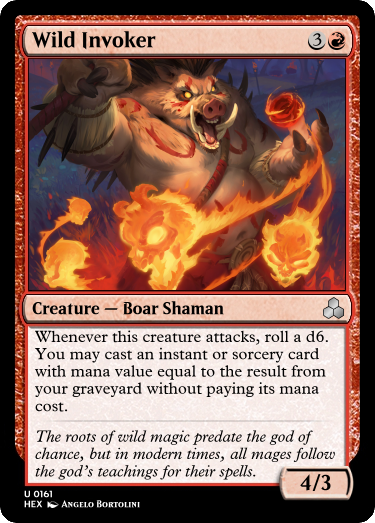 Wild Invoker 3
Creature — Boar Shaman
Whenever this creature attacks, roll a d6.
You may cast an instant or sorcery card
with mana value equal to the result from
your graveyard without paying its mana
cost.
The roots of wild magic predate the god of
chance, but in modern times, all mages follow
the god's teachings for their spells.
4/3
U 0161
HEX Angelo Bortolini